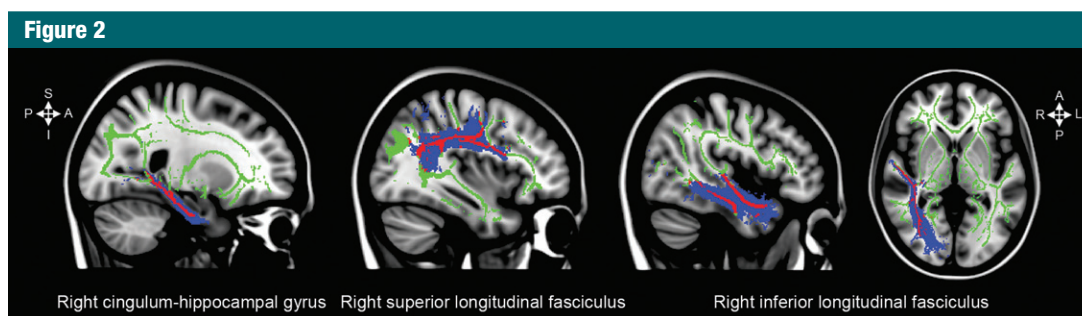 Figure 2
S
P A
I
A
R L
P
Right cingulum-hippocampal gyrus
Right superior longitudinal fasciculus
Right inferior longitudinal fasciculus